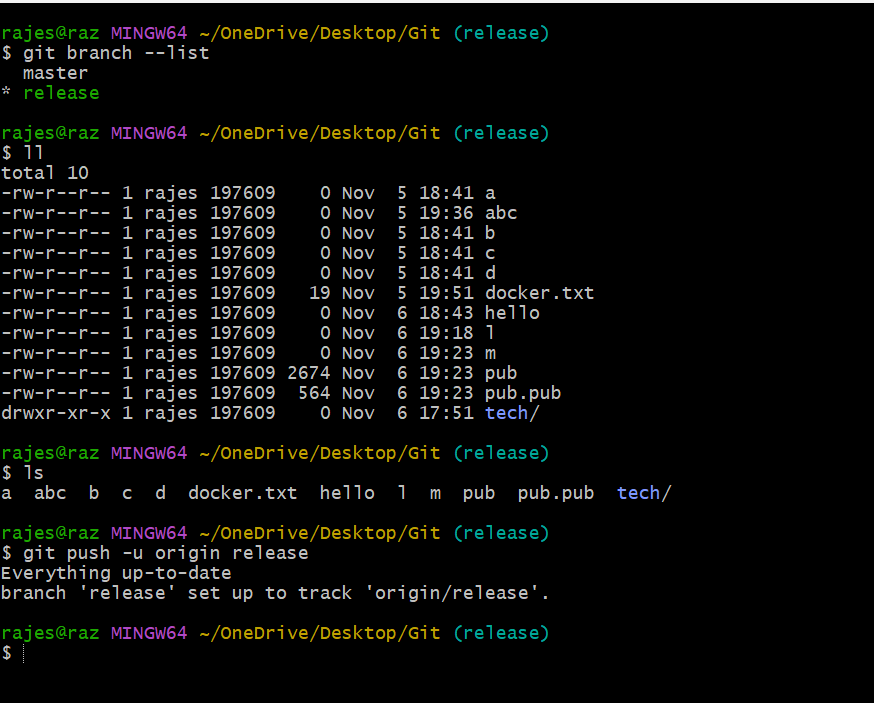 rajes@raz MINGW64 ~/OneDrive/Desktop/Git (release)
$ git branch --list
  master
* release

rajes@raz MINGW64 ~/OneDrive/Desktop/Git (release)
$ ll
total 10
-rw-r--r-- 1 rajes 197609    0 Nov  5 18:41 a
-rw-r--r-- 1 rajes 197609    0 Nov  5 19:36 abc
-rw-r--r-- 1 rajes 197609    0 Nov  5 18:41 b
-rw-r--r-- 1 rajes 197609    0 Nov  5 18:41 c
-rw-r--r-- 1 rajes 197609    0 Nov  5 18:41 d
-rw-r--r-- 1 rajes 197609   19 Nov  5 19:51 docker.txt
-rw-r--r-- 1 rajes 197609    0 Nov  6 18:43 hello
-rw-r--r-- 1 rajes 197609    0 Nov  6 19:18 l
-rw-r--r-- 1 rajes 197609    0 Nov  6 19:23 m
-rw-r--r-- 1 rajes 197609 2674 Nov  6 19:23 pub
-rw-r--r-- 1 rajes 197609  564 Nov  6 19:23 pub.pub
drwxr-xr-x 1 rajes 197609    0 Nov  6 17:51 tech/

rajes@raz MINGW64 ~/OneDrive/Desktop/Git (release)
$ ls
a  abc  b  c  d  docker.txt  hello  l  m  pub  pub.pub  tech/

rajes@raz MINGW64 ~/OneDrive/Desktop/Git (release)
$ git push -u origin release
Everything up-to-date
branch 'release' set up to track 'origin/release'.

rajes@raz MINGW64 ~/OneDrive/Desktop/Git (release)
$